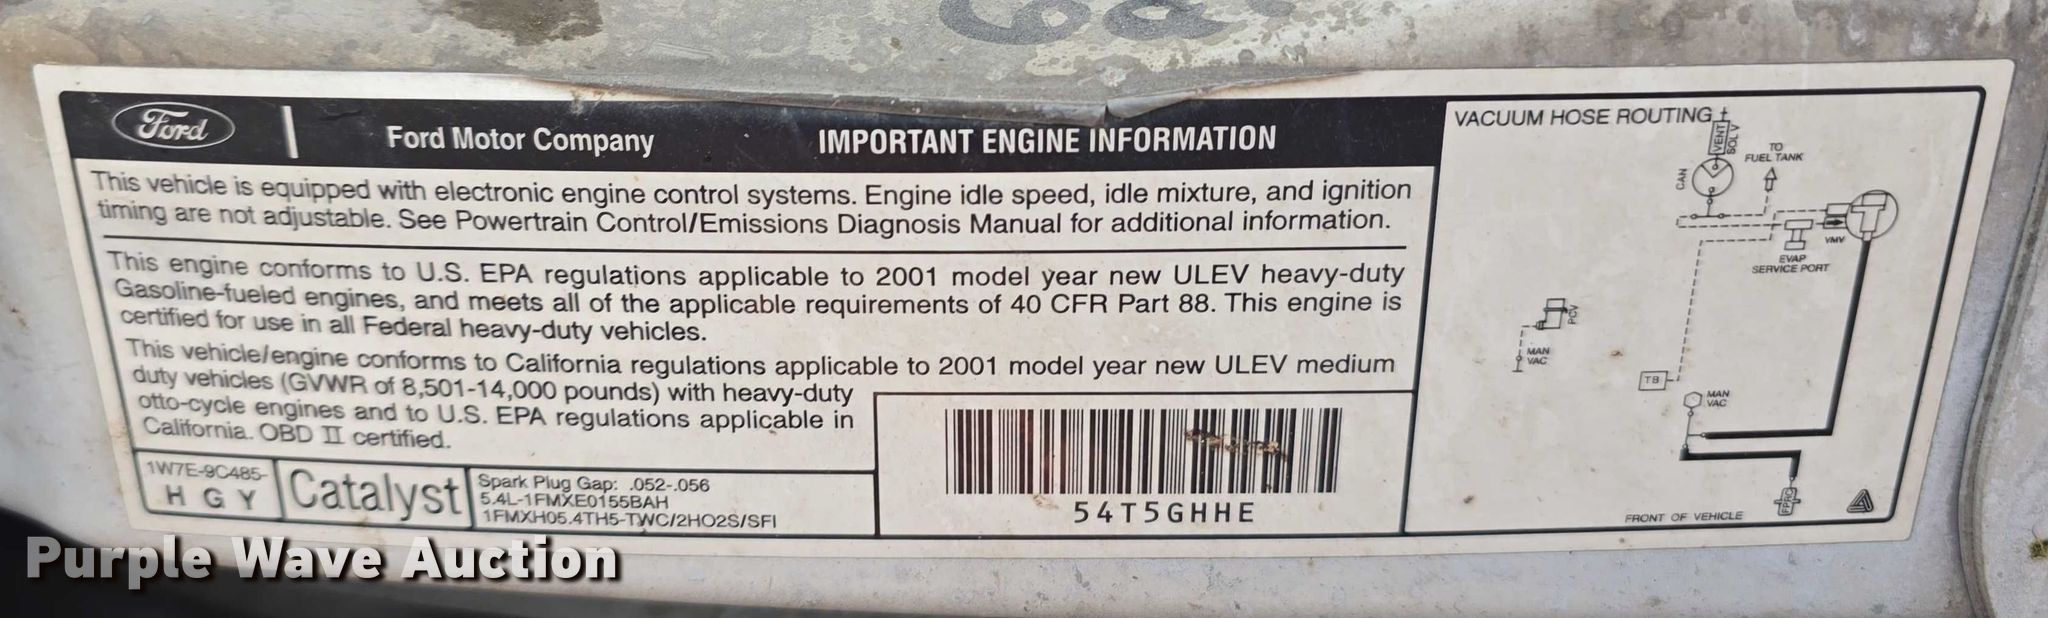 Ford
Ford Motor Company
IMPORTANT ENGINE INFORMATION
This vehicle is equipped with electronic engine control systems. Engine idle speed, idle mixture, and ignition
timing are not adjustable. See Powertrain Control/Emissions Diagnosis Manual for additional information.
This engine conforms to U.S. EPA regulations applicable to 2001 model year new ULEV heavy-duty
Gasoline-fueled engines, and meets all of the applicable requirements of 40 CFR Part 88. This engine is
certified for use in all Federal heavy-duty vehicles.
This vehicle/engine conforms to California regulations applicable to 2001 model year new ULEV medium
duty vehicles (GVWR of 8,501-14,000 pounds) with heavy-duty
otto-cycle engines and to U.S. EPA regulations applicable in
California. OBD II certified.
1W7E-9C485-
H G Y
Catalyst
Spark Plug Gap: .052-.056
5.4L-1FMXE0155BAH
1FMXH05.4TH5-TWC/2HO2S/SFI
54T5GHHE
VACUUM HOSE ROUTING
VENT
SOLV
CAN
TO
FUEL TANK
VMV
EVAP
SERVICE PORT
PCV
MAN
VAC
TB
MAN
VAC
FPRC
FRONT OF VEHICLE
Purple Wave Auction